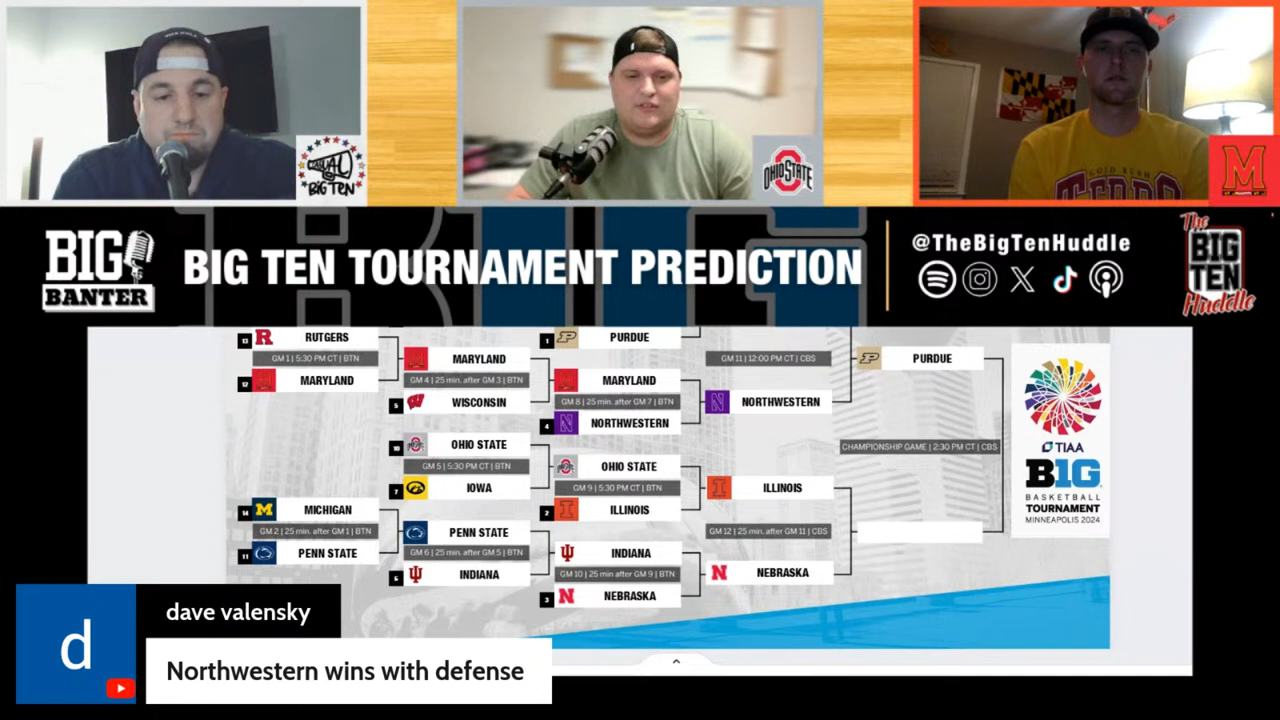 CASUAL
BIG TEN
OHIO STATE
GOLD RUSH
TERPS
M
BIG
BANTER
BIG TEN TOURNAMENT PREDICTION
@TheBigTenHuddle
The
BIG
TEN
Huddle
13 R RUTGERS
GM 1 | 5:30 PM CT | BTN
12 MARYLAND
MARYLAND
GM 4 | 25 min. after GM 3 | BTN
5 W WISCONSIN
10 OHIO STATE
GM 5 | 5:30 PM CT | BTN
7 IOWA
14 M MICHIGAN
GM 2 | 25 min. after GM 1 | BTN
11 PENN STATE
PENN STATE
GM 6 | 25 min. after GM 5 | BTN
6 INDIANA
1 P PURDUE
MARYLAND
GM 8 | 25 min. after GM 7 | BTN
4 N NORTHWESTERN
OHIO STATE
GM 9 | 5:30 PM CT | BTN
2 I ILLINOIS
INDIANA
GM 10 | 25 min after GM 9 | BTN
3 N NEBRASKA
GM 11 | 12:00 PM CT | CBS
N NORTHWESTERN
I ILLINOIS
GM 12 | 25 min. after GM 11 | CBS
N NEBRASKA
P PURDUE
CHAMPIONSHIP GAME | 2:30 PM CT | CBS
TIAA
B1G
BASKETBALL
TOURNAMENT
MINNEAPOLIS 2024
d
dave valensky
Northwestern wins with defense